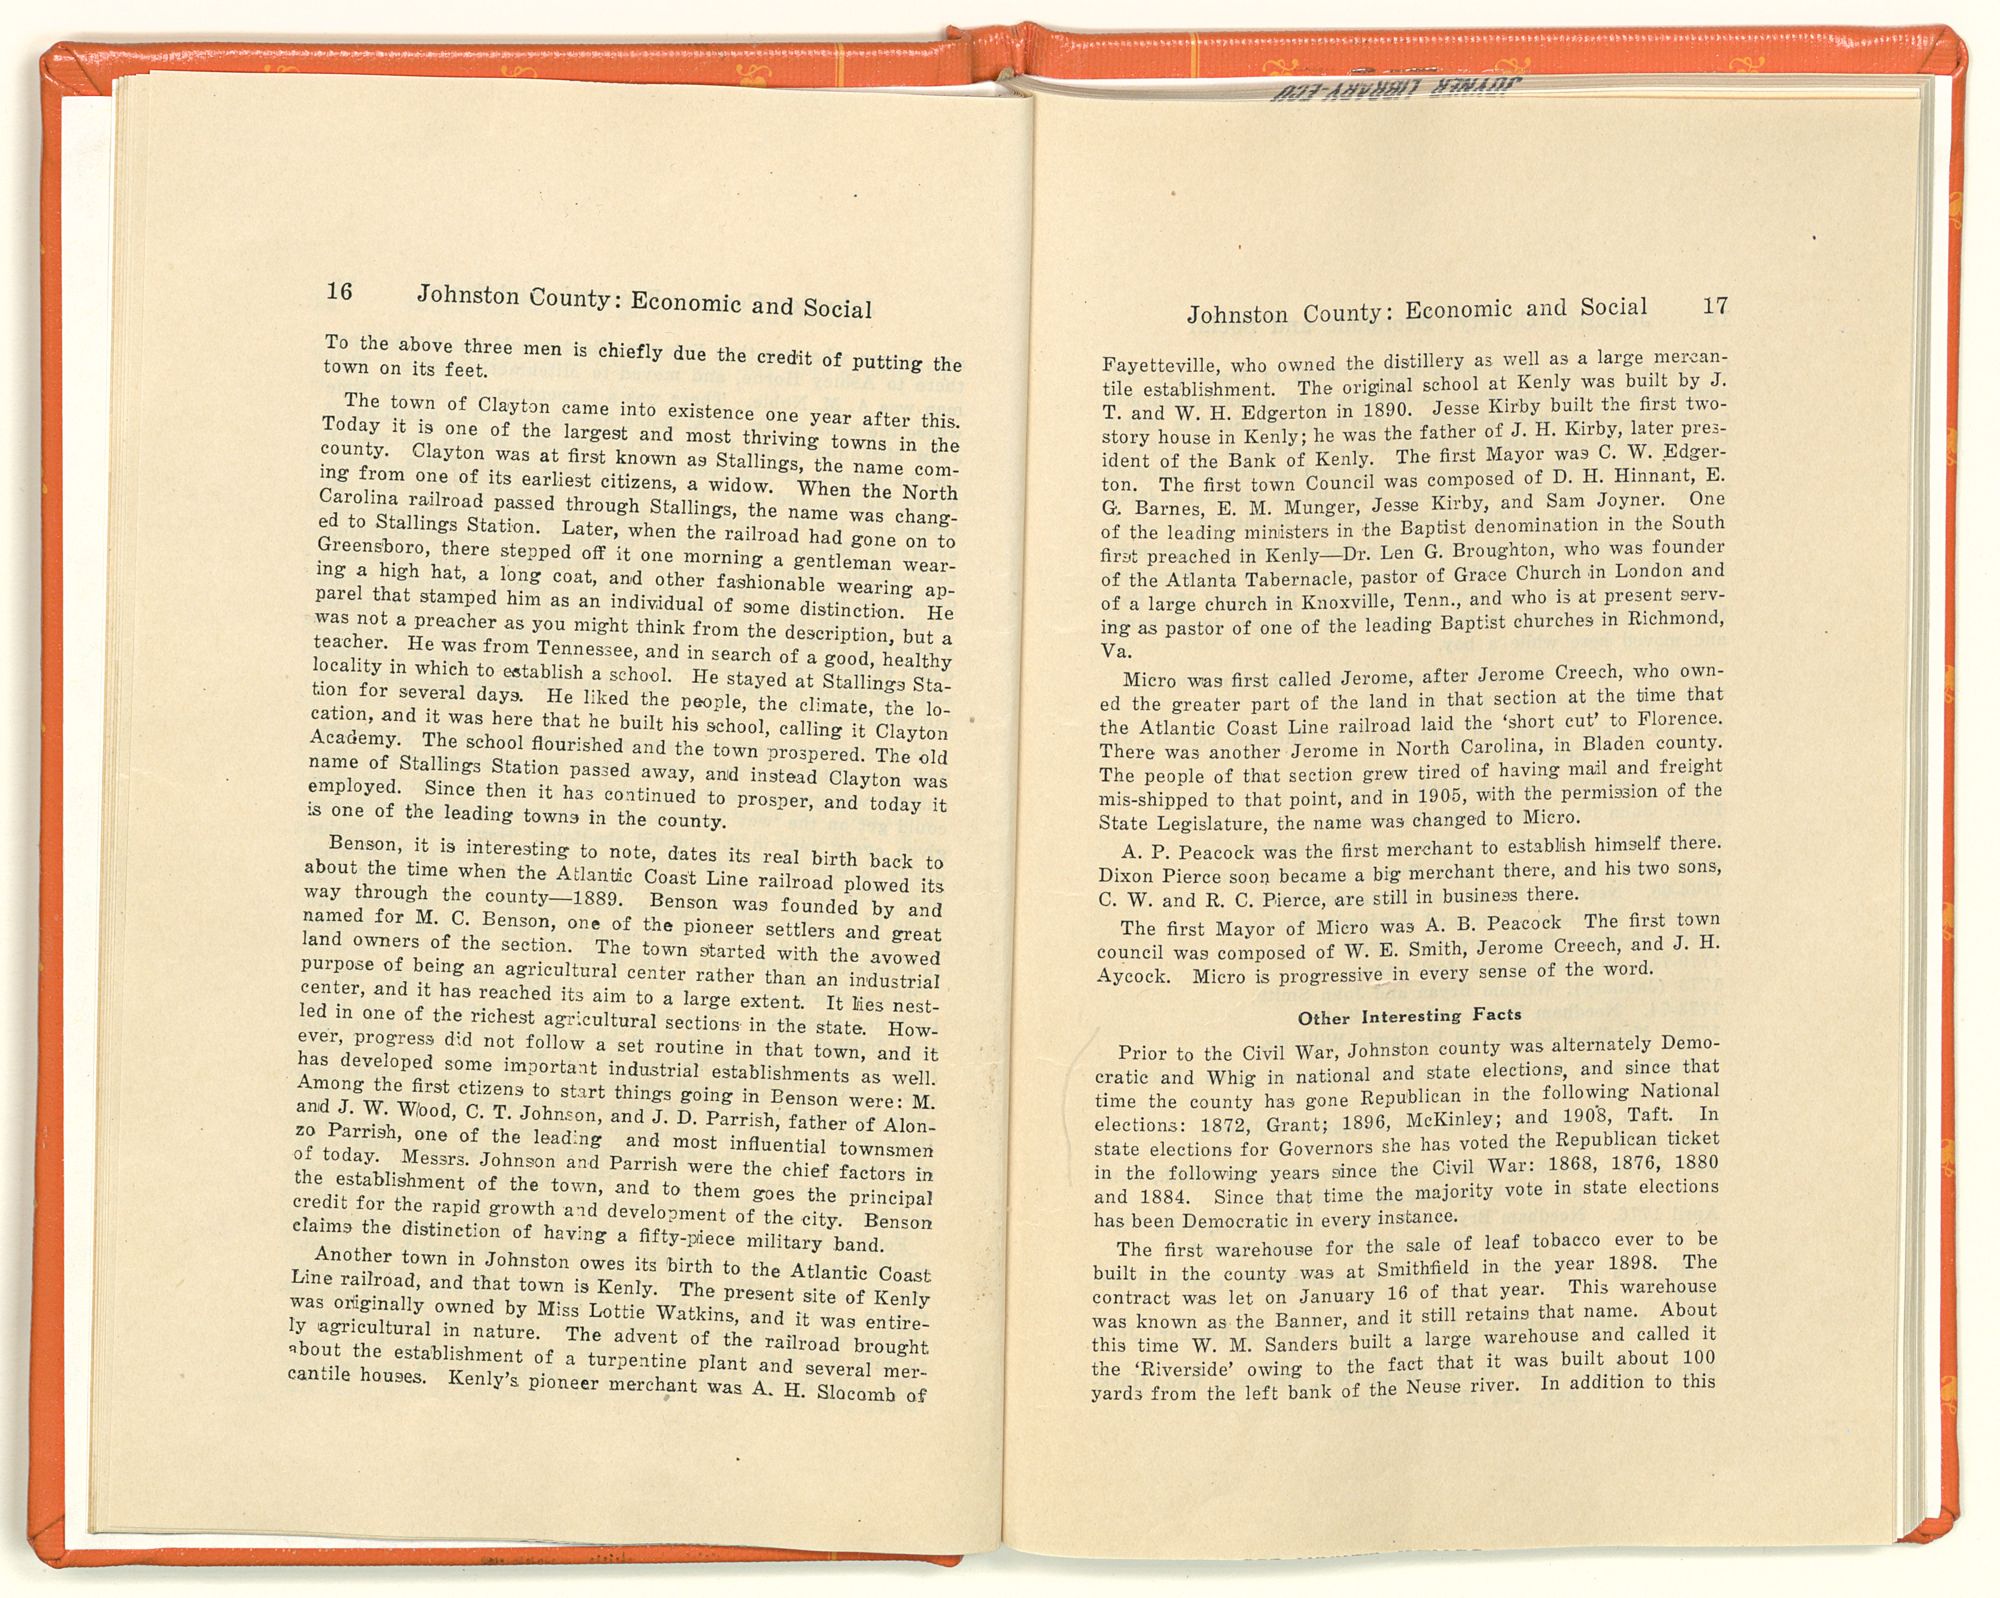 JOYNER LIBRARY-ECU
16 Johnston County: Economic and Social
To the above three men is chiefly due the credit of putting the
town on its feet.
The town of Clayton came into existence one year after this.
Today it is one of the largest and most thriving towns in the
county. Clayton was at first known as Stallings, the name com-
ing from one of its earliest citizens, a widow. When the North
Carolina railroad passed through Stallings, the name was chang-
ed to Stallings Station. Later, when the railroad had gone on to
Greensboro, there stepped off it one morning a gentleman wear-
ing a high hat, a long coat, and other fashionable wearing ap-
parel that stamped him as an individual of some distinction. He
was not a preacher as you might think from the description, but a
teacher. He was from Tennessee, and in search of a good, healthy
locality in which to establish a school. He stayed at Stallings Sta-
tion for several days. He liked the people, the climate, the lo-
cation, and it was here that he built his school, calling it Clayton
Academy. The school flourished and the town prospered. The old
name of Stallings Station passed away, and instead Clayton was
employed. Since then it has continued to prosper, and today it
is one of the leading towns in the county.
Benson, it is interesting to note, dates its real birth back to
about the time when the Atlantic Coast Line railroad plowed its
way through the county—1889. Benson was founded by and
named for M. C. Benson, one of the pioneer settlers and great
land owners of the section. The town started with the avowed
purpose of being an agricultural center rather than an industrial
center, and it has reached its aim to a large extent. It lies nest-
led in one of the richest agricultural sections in the state. How-
ever, progress did not follow a set routine in that town, and it
has developed some important industrial establishments as well.
Among the first ctizens to start things going in Benson were: M.
and J. W. Wood, C. T. Johnson, and J. D. Parrish, father of Alon-
zo Parrish, one of the leading and most influential townsmen
of today. Messrs. Johnson and Parrish were the chief factors in
the establishment of the town, and to them goes the principal
credit for the rapid growth and development of the city. Benson
claims the distinction of having a fifty-piece military band.
Another town in Johnston owes its birth to the Atlantic Coast
Line railroad, and that town is Kenly. The present site of Kenly
was originally owned by Miss Lottie Watkins, and it was entire-
ly agricultural in nature. The advent of the railroad brought
about the establishment of a turpentine plant and several mer-
cantile houses. Kenly's pioneer merchant was A. H. Slocomb of
Johnston County: Economic and Social 17
Fayetteville, who owned the distillery as well as a large mercan-
tile establishment. The original school at Kenly was built by J.
T. and W. H. Edgerton in 1890. Jesse Kirby built the first two-
story house in Kenly; he was the father of J. H. Kirby, later pres-
ident of the Bank of Kenly. The first Mayor was C. W. Edger-
ton. The first town Council was composed of D. H. Hinnant, E.
G. Barnes, E. M. Munger, Jesse Kirby, and Sam Joyner. One
of the leading ministers in the Baptist denomination in the South
first preached in Kenly—Dr. Len G. Broughton, who was founder
of the Atlanta Tabernacle, pastor of Grace Church in London and
of a large church in Knoxville, Tenn., and who is at present serv-
ing as pastor of one of the leading Baptist churches in Richmond,
Va.
Micro was first called Jerome, after Jerome Creech, who own-
ed the greater part of the land in that section at the time that
the Atlantic Coast Line railroad laid the 'short cut' to Florence.
There was another Jerome in North Carolina, in Bladen county.
The people of that section grew tired of having mail and freight
mis-shipped to that point, and in 1905, with the permission of the
State Legislature, the name was changed to Micro.
A. P. Peacock was the first merchant to establish himself there.
Dixon Pierce soon became a big merchant there, and his two sons,
C. W. and R. C. Pierce, are still in business there.
The first Mayor of Micro was A. B. Peacock The first town
council was composed of W. E. Smith, Jerome Creech, and J. H.
Aycock. Micro is progressive in every sense of the word.
Other Interesting Facts
Prior to the Civil War, Johnston county was alternately Demo-
cratic and Whig in national and state elections, and since that
time the county has gone Republican in the following National
elections: 1872, Grant; 1896, McKinley; and 1908, Taft. In
state elections for Governors she has voted the Republican ticket
in the following years since the Civil War: 1868, 1876, 1880
and 1884. Since that time the majority vote in state elections
has been Democratic in every instance.
The first warehouse for the sale of leaf tobacco ever to be
built in the county was at Smithfield in the year 1898. The
contract was let on January 16 of that year. This warehouse
was known as the Banner, and it still retains that name. About
this time W. M. Sanders built a large warehouse and called it
the 'Riverside' owing to the fact that it was built about 100
yards from the left bank of the Neuse river. In addition to this